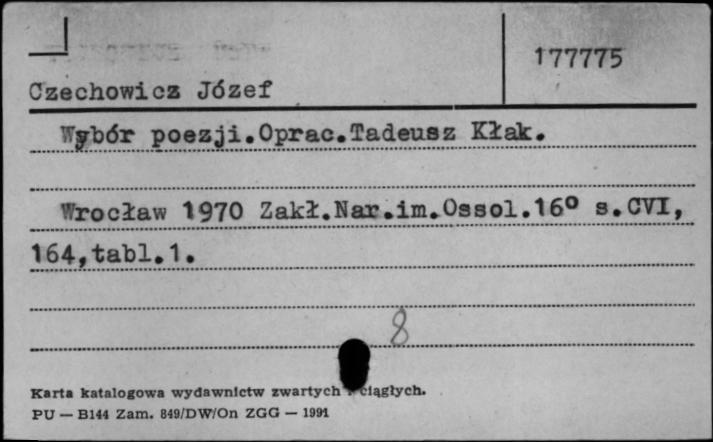 177775
Czechowicz Józef
Wybór poezji.Oprac.Tadeusz Kłak.
Wrocław 1970 Zakł.Nar.im.Ossol.16° s.CVI,
164,tabl.1.
8
Karta katalogowa wydawnictw zwartych ciągłych.
PU — B144 Zam. 849/DW/On ZGG — 1991